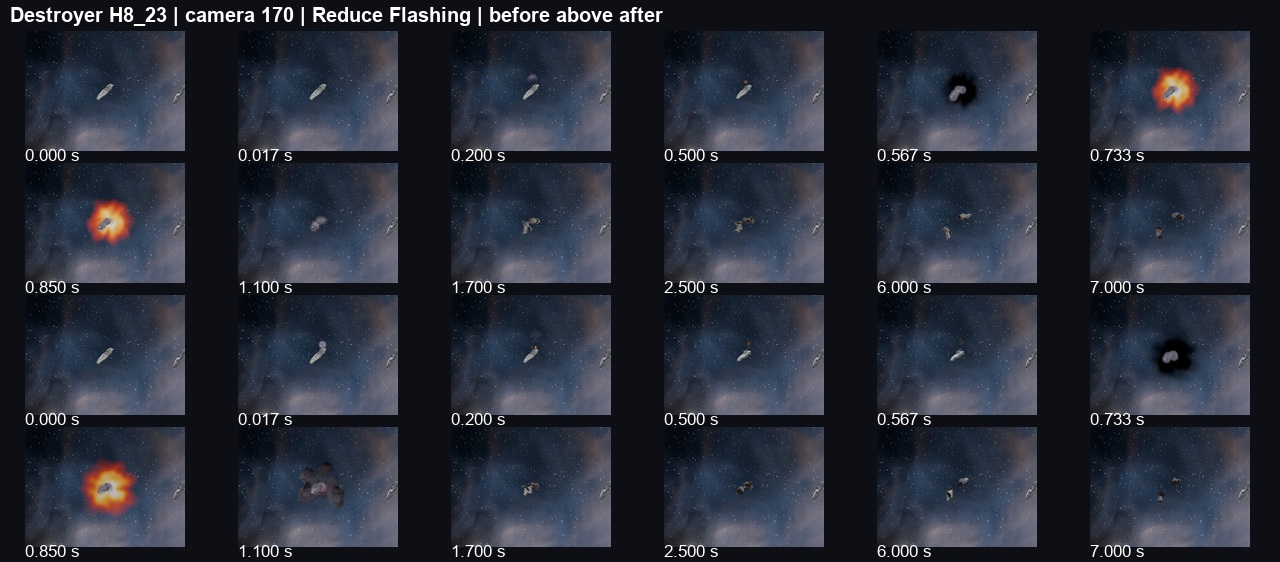 Destroyer H8_23 | camera 170 | Reduce Flashing | before above after
0.000 s 0.017 s 0.200 s 0.500 s 0.567 s 0.733 s
0.850 s 1.100 s 1.700 s 2.500 s 6.000 s 7.000 s
0.000 s 0.017 s 0.200 s 0.500 s 0.567 s 0.733 s
0.850 s 1.100 s 1.700 s 2.500 s 6.000 s 7.000 s